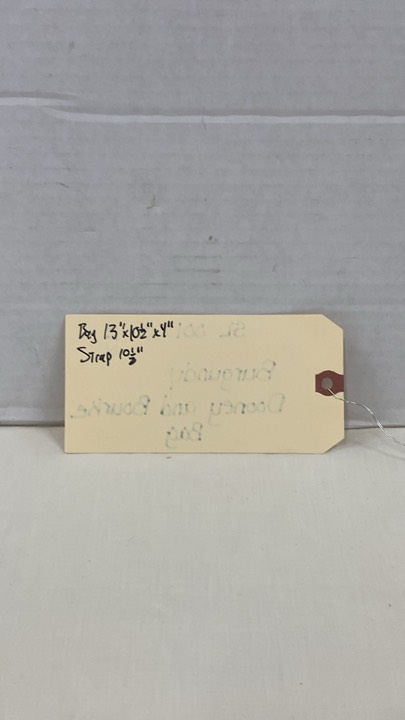 Bag 13"x10½"x4"
Strap 10½"
Burgundy
Dooney and Bourke
Bag